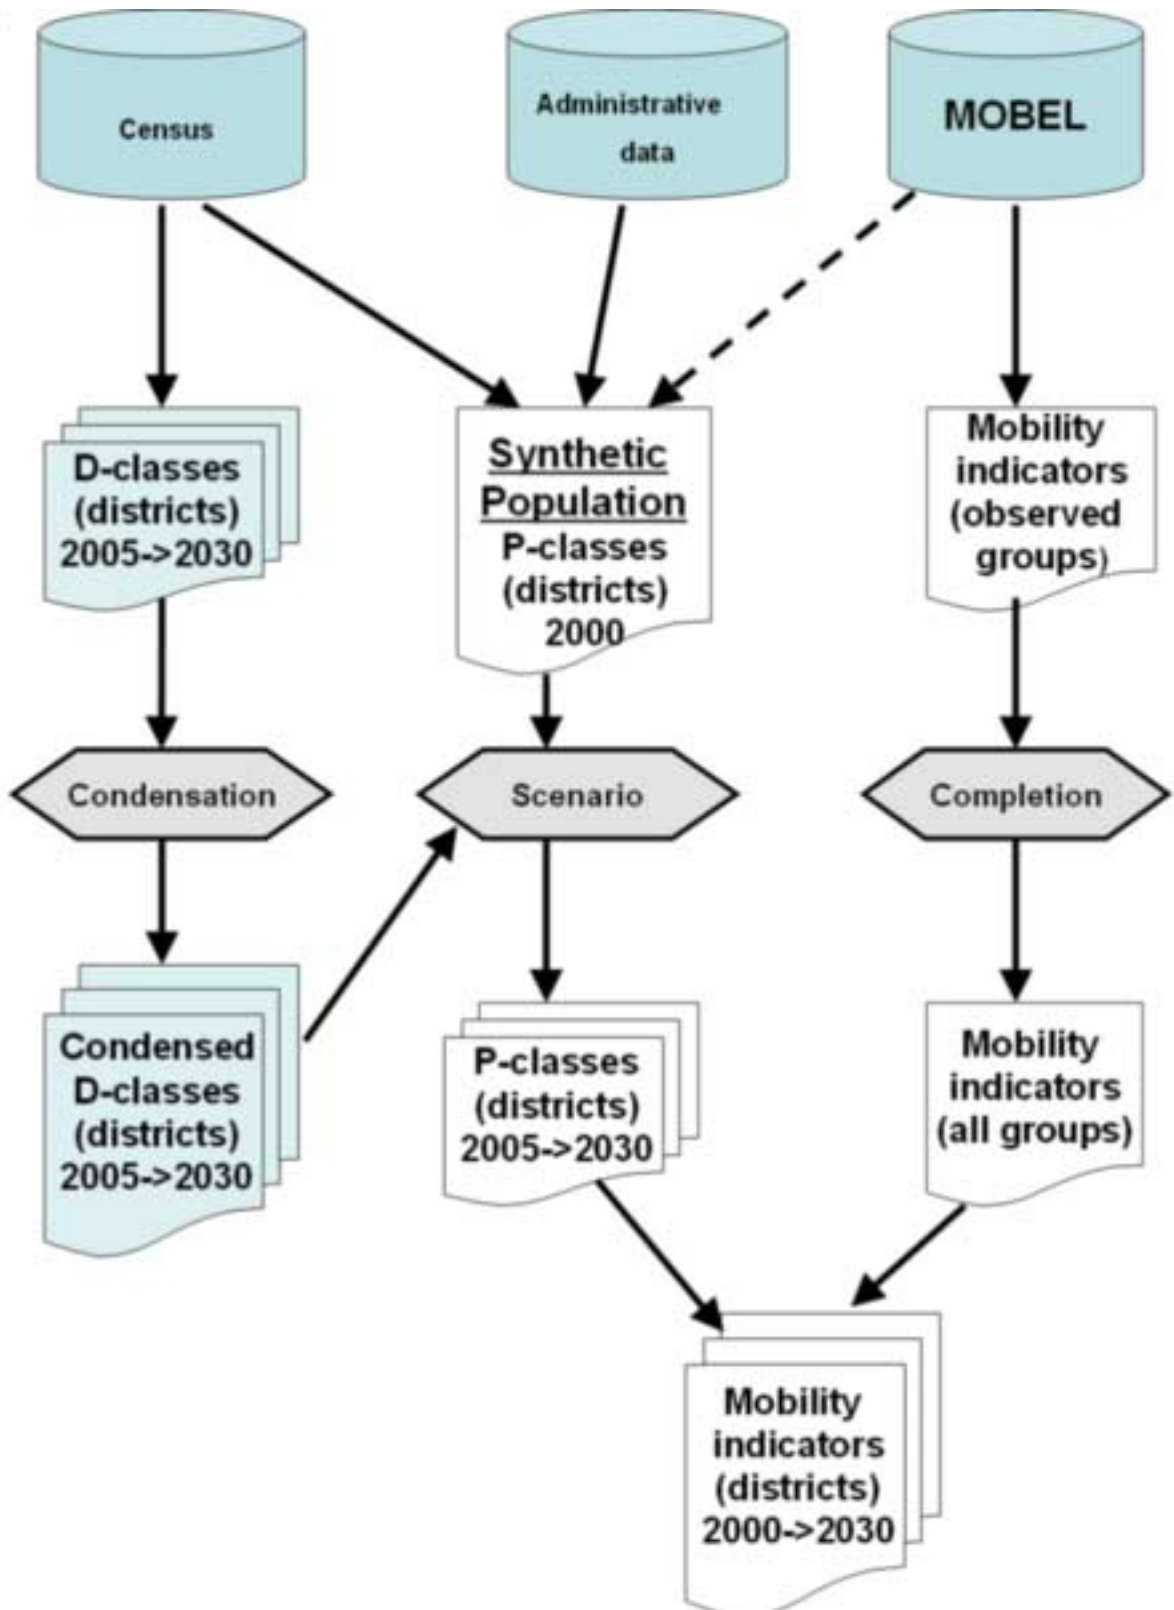 Census
Administrative
data
MOBEL
D-classes
(districts)
2005->2030
Synthetic
Population
P-classes
(districts)
2000
Mobility
indicators
(observed
groups)
Condensation
Scenario
Completion
Condensed
D-classes
(districts)
2005->2030
P-classes
(districts)
2005->2030
Mobility
indicators
(all groups)
Mobility
indicators
(districts)
2000->2030